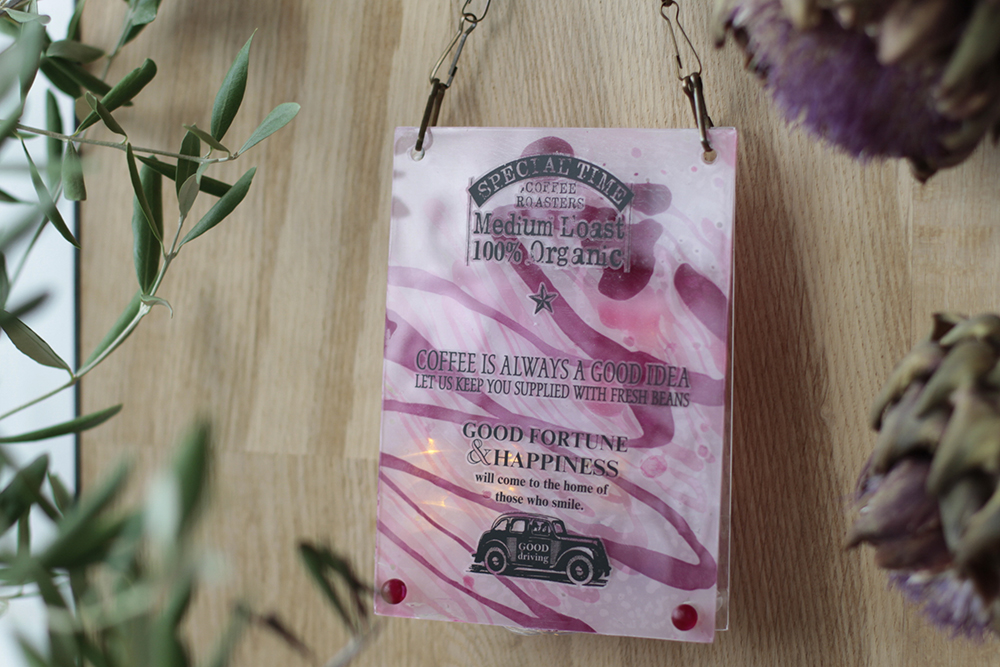 SPECIAL TIME
COFFEE
ROASTERS
Medium Loast
100% Organic
COFFEE IS ALWAYS A GOOD IDEA
LET US KEEP YOU SUPPLIED WITH FRESH BEANS
GOOD FORTUNE
& HAPPINESS
will come to the home of
those who smile.
GOOD
driving